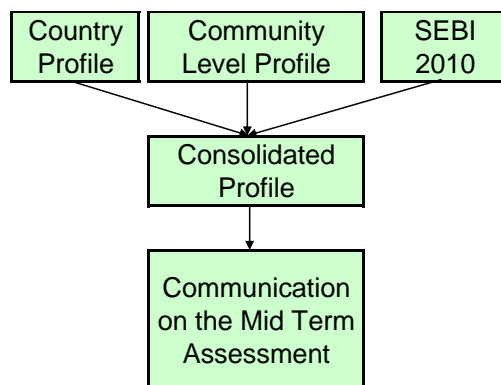 Country
Profile
Community
Level Profile
SEBI
2010
Consolidated
Profile
Communication
on the Mid Term
Assessment